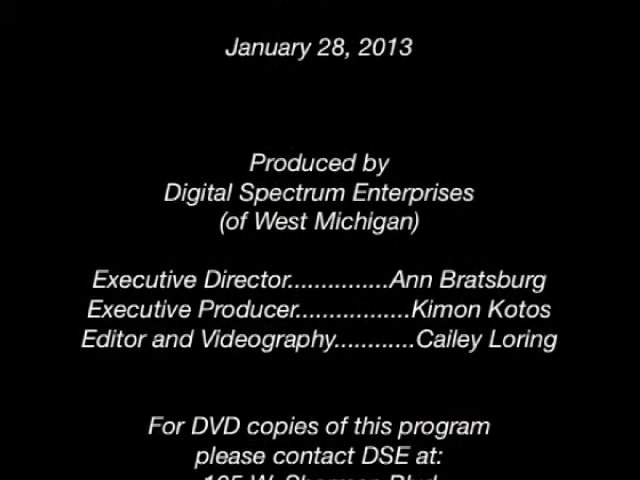 January 28, 2013
Produced by
Digital Spectrum Enterprises
(of West Michigan)
Executive Director...............Ann Bratsburg
Executive Producer.................Kimon Kotos
Editor and Videography............Cailey Loring
For DVD copies of this program
please contact DSE at: